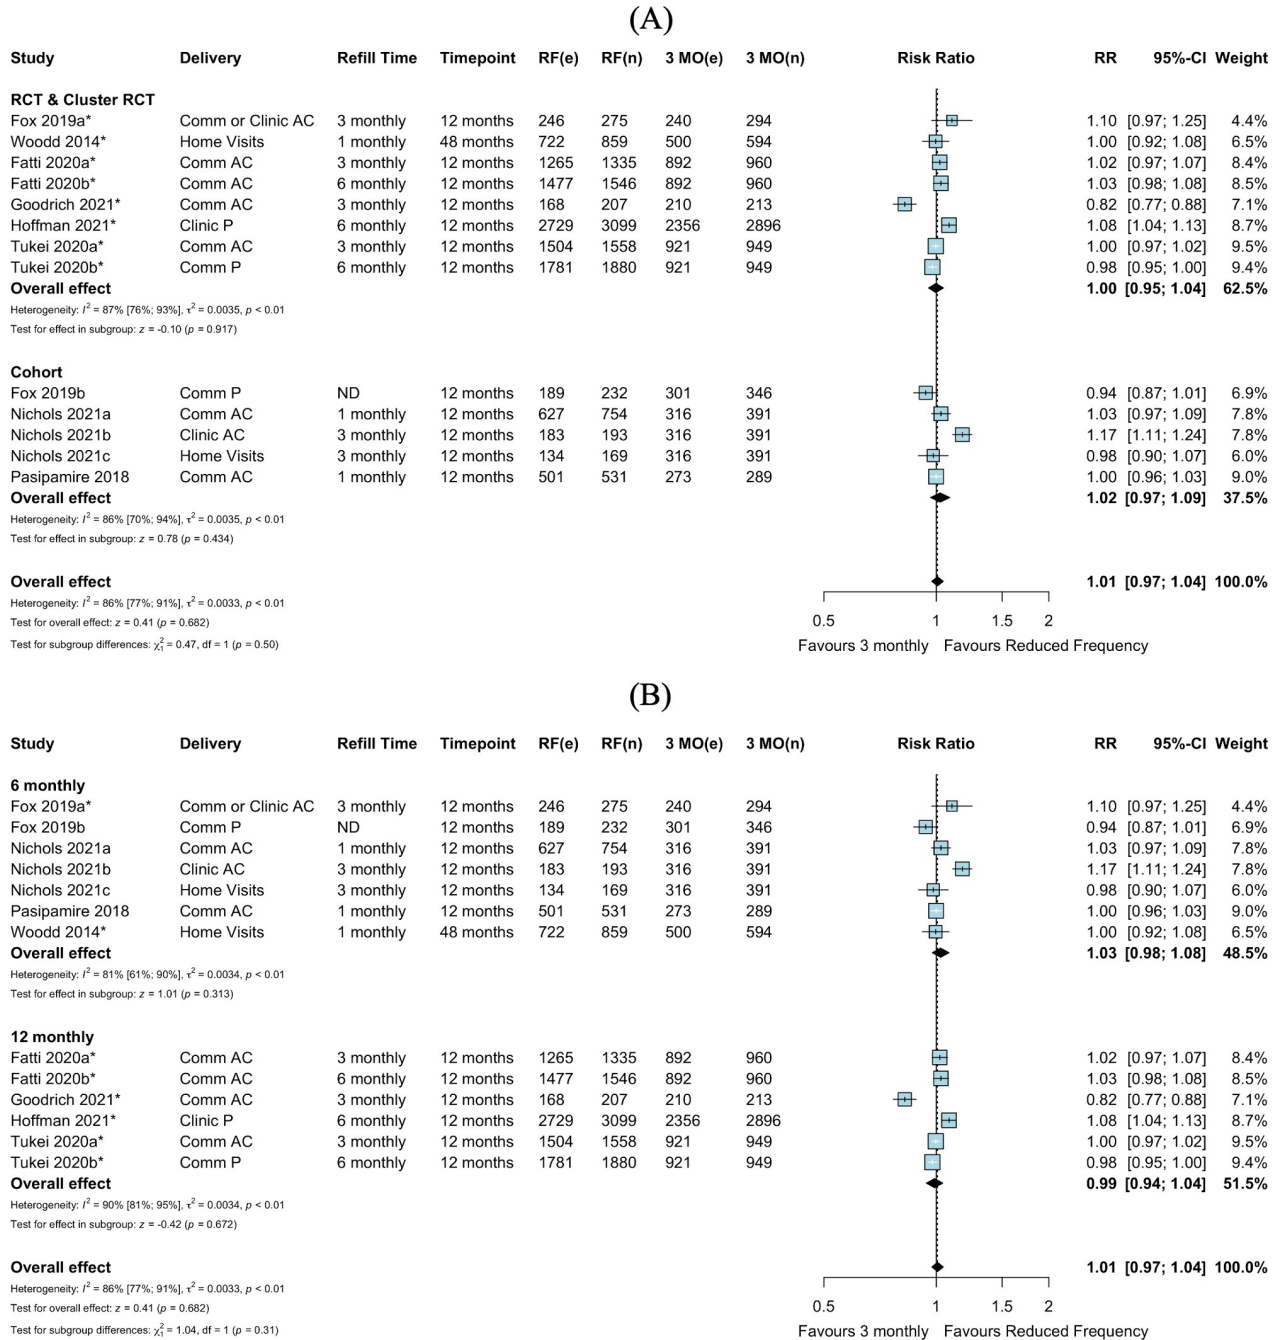 (A)
Study Delivery Refill Time Timepoint RF(e) RF(n) 3 MO(e) 3 MO(n) Risk Ratio RR 95%-CI Weight
RCT & Cluster RCT
Fox 2019a* Comm or Clinic AC 3 monthly 12 months 246 275 240 294 1.10 [0.97; 1.25] 4.4%
Woodd 2014* Home Visits 1 monthly 48 months 722 859 500 594 1.00 [0.92; 1.08] 6.5%
Fatti 2020a* Comm AC 3 monthly 12 months 1265 1335 892 960 1.02 [0.97; 1.07] 8.4%
Fatti 2020b* Comm AC 6 monthly 12 months 1477 1546 892 960 1.03 [0.98; 1.08] 8.5%
Goodrich 2021* Comm AC 3 monthly 12 months 168 207 210 213 0.82 [0.77; 0.88] 7.1%
Hoffman 2021* Clinic P 6 monthly 12 months 2729 3099 2356 2896 1.08 [1.04; 1.13] 8.7%
Tukei 2020a* Comm AC 3 monthly 12 months 1504 1558 921 949 1.00 [0.97; 1.02] 9.5%
Tukei 2020b* Comm P 6 monthly 12 months 1781 1880 921 949 0.98 [0.95; 1.00] 9.4%
Overall effect 1.00 [0.95; 1.04] 62.5%
Heterogeneity: I² = 87% [76%; 93%], τ² = 0.0035, p < 0.01
Test for effect in subgroup: z = -0.10 (p = 0.917)
Cohort
Fox 2019b Comm P ND 12 months 189 232 301 346 0.94 [0.87; 1.01] 6.9%
Nichols 2021a Comm AC 1 monthly 12 months 627 754 316 391 1.03 [0.97; 1.09] 7.8%
Nichols 2021b Clinic AC 3 monthly 12 months 183 193 316 391 1.17 [1.11; 1.24] 7.8%
Nichols 2021c Home Visits 3 monthly 12 months 134 169 316 391 0.98 [0.90; 1.07] 6.0%
Pasipamire 2018 Comm AC 1 monthly 12 months 501 531 273 289 1.00 [0.96; 1.03] 9.0%
Overall effect 1.02 [0.97; 1.09] 37.5%
Heterogeneity: I² = 86% [70%; 94%], τ² = 0.0035, p < 0.01
Test for effect in subgroup: z = 0.78 (p = 0.434)
Overall effect 1.01 [0.97; 1.04] 100.0%
Heterogeneity: I² = 86% [77%; 91%], τ² = 0.0033, p < 0.01
Test for overall effect: z = 0.41 (p = 0.682)
0.5 1 1.5 2
Test for subgroup differences: χ₁² = 0.47, df = 1 (p = 0.50)
Favours 3 monthly Favours Reduced Frequency
(B)
Study Delivery Refill Time Timepoint RF(e) RF(n) 3 MO(e) 3 MO(n) Risk Ratio RR 95%-CI Weight
6 monthly
Fox 2019a* Comm or Clinic AC 3 monthly 12 months 246 275 240 294 1.10 [0.97; 1.25] 4.4%
Fox 2019b Comm P ND 12 months 189 232 301 346 0.94 [0.87; 1.01] 6.9%
Nichols 2021a Comm AC 1 monthly 12 months 627 754 316 391 1.03 [0.97; 1.09] 7.8%
Nichols 2021b Clinic AC 3 monthly 12 months 183 193 316 391 1.17 [1.11; 1.24] 7.8%
Nichols 2021c Home Visits 3 monthly 12 months 134 169 316 391 0.98 [0.90; 1.07] 6.0%
Pasipamire 2018 Comm AC 1 monthly 12 months 501 531 273 289 1.00 [0.96; 1.03] 9.0%
Woodd 2014* Home Visits 1 monthly 48 months 722 859 500 594 1.00 [0.92; 1.08] 6.5%
Overall effect 1.03 [0.98; 1.08] 48.5%
Heterogeneity: I² = 81% [61%; 90%], τ² = 0.0034, p < 0.01
Test for effect in subgroup: z = 1.01 (p = 0.313)
12 monthly
Fatti 2020a* Comm AC 3 monthly 12 months 1265 1335 892 960 1.02 [0.97; 1.07] 8.4%
Fatti 2020b* Comm AC 6 monthly 12 months 1477 1546 892 960 1.03 [0.98; 1.08] 8.5%
Goodrich 2021* Comm AC 3 monthly 12 months 168 207 210 213 0.82 [0.77; 0.88] 7.1%
Hoffman 2021* Clinic P 6 monthly 12 months 2729 3099 2356 2896 1.08 [1.04; 1.13] 8.7%
Tukei 2020a* Comm AC 3 monthly 12 months 1504 1558 921 949 1.00 [0.97; 1.02] 9.5%
Tukei 2020b* Comm P 6 monthly 12 months 1781 1880 921 949 0.98 [0.95; 1.00] 9.4%
Overall effect 0.99 [0.94; 1.04] 51.5%
Heterogeneity: I² = 90% [81%; 95%], τ² = 0.0034, p < 0.01
Test for effect in subgroup: z = -0.42 (p = 0.672)
Overall effect 1.01 [0.97; 1.04] 100.0%
Heterogeneity: I² = 86% [77%; 91%], τ² = 0.0033, p < 0.01
Test for overall effect: z = 0.41 (p = 0.682)
0.5 1 1.5 2
Test for subgroup differences: χ₁² = 1.04, df = 1 (p = 0.31)
Favours 3 monthly Favours Reduced Frequency